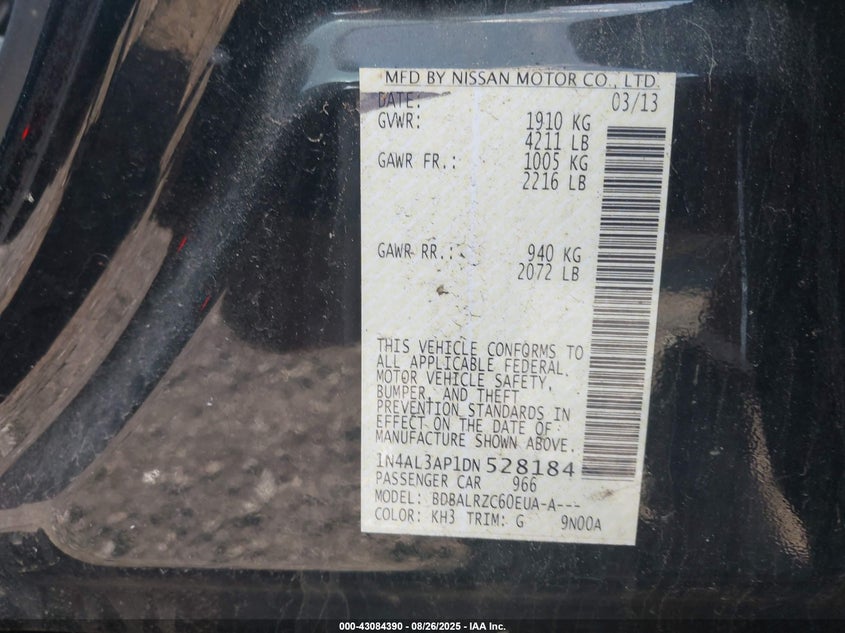 MFD BY NISSAN MOTOR CO., LTD.
DATE: 03/13
GVWR: 1910 KG
4211 LB
GAWR FR.: 1005 KG
2216 LB
GAWR RR.: 940 KG
2072 LB
THIS VEHICLE CONFORMS TO
ALL APPLICABLE FEDERAL
MOTOR VEHICLE SAFETY,
BUMPER, AND THEFT
PREVENTION STANDARDS IN
EFFECT ON THE DATE OF
MANUFACTURE SHOWN ABOVE.
1N4AL3AP1DN528184
PASSENGER CAR 966
MODEL: BDBALRZC60EUA-A---
COLOR: KH3 TRIM: G 9N00A
000-43084390 - 08/26/2025 - IAA Inc.